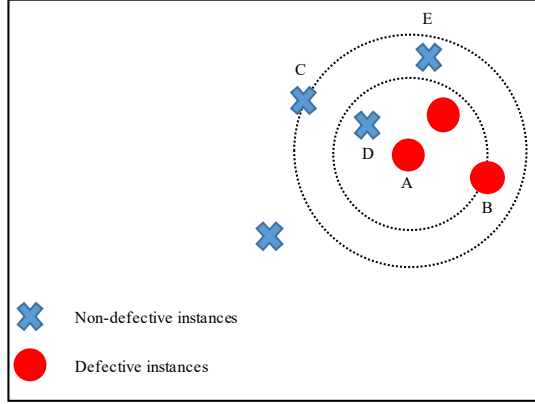 E
C
D
A
B
Non-defective instances
Defective instances